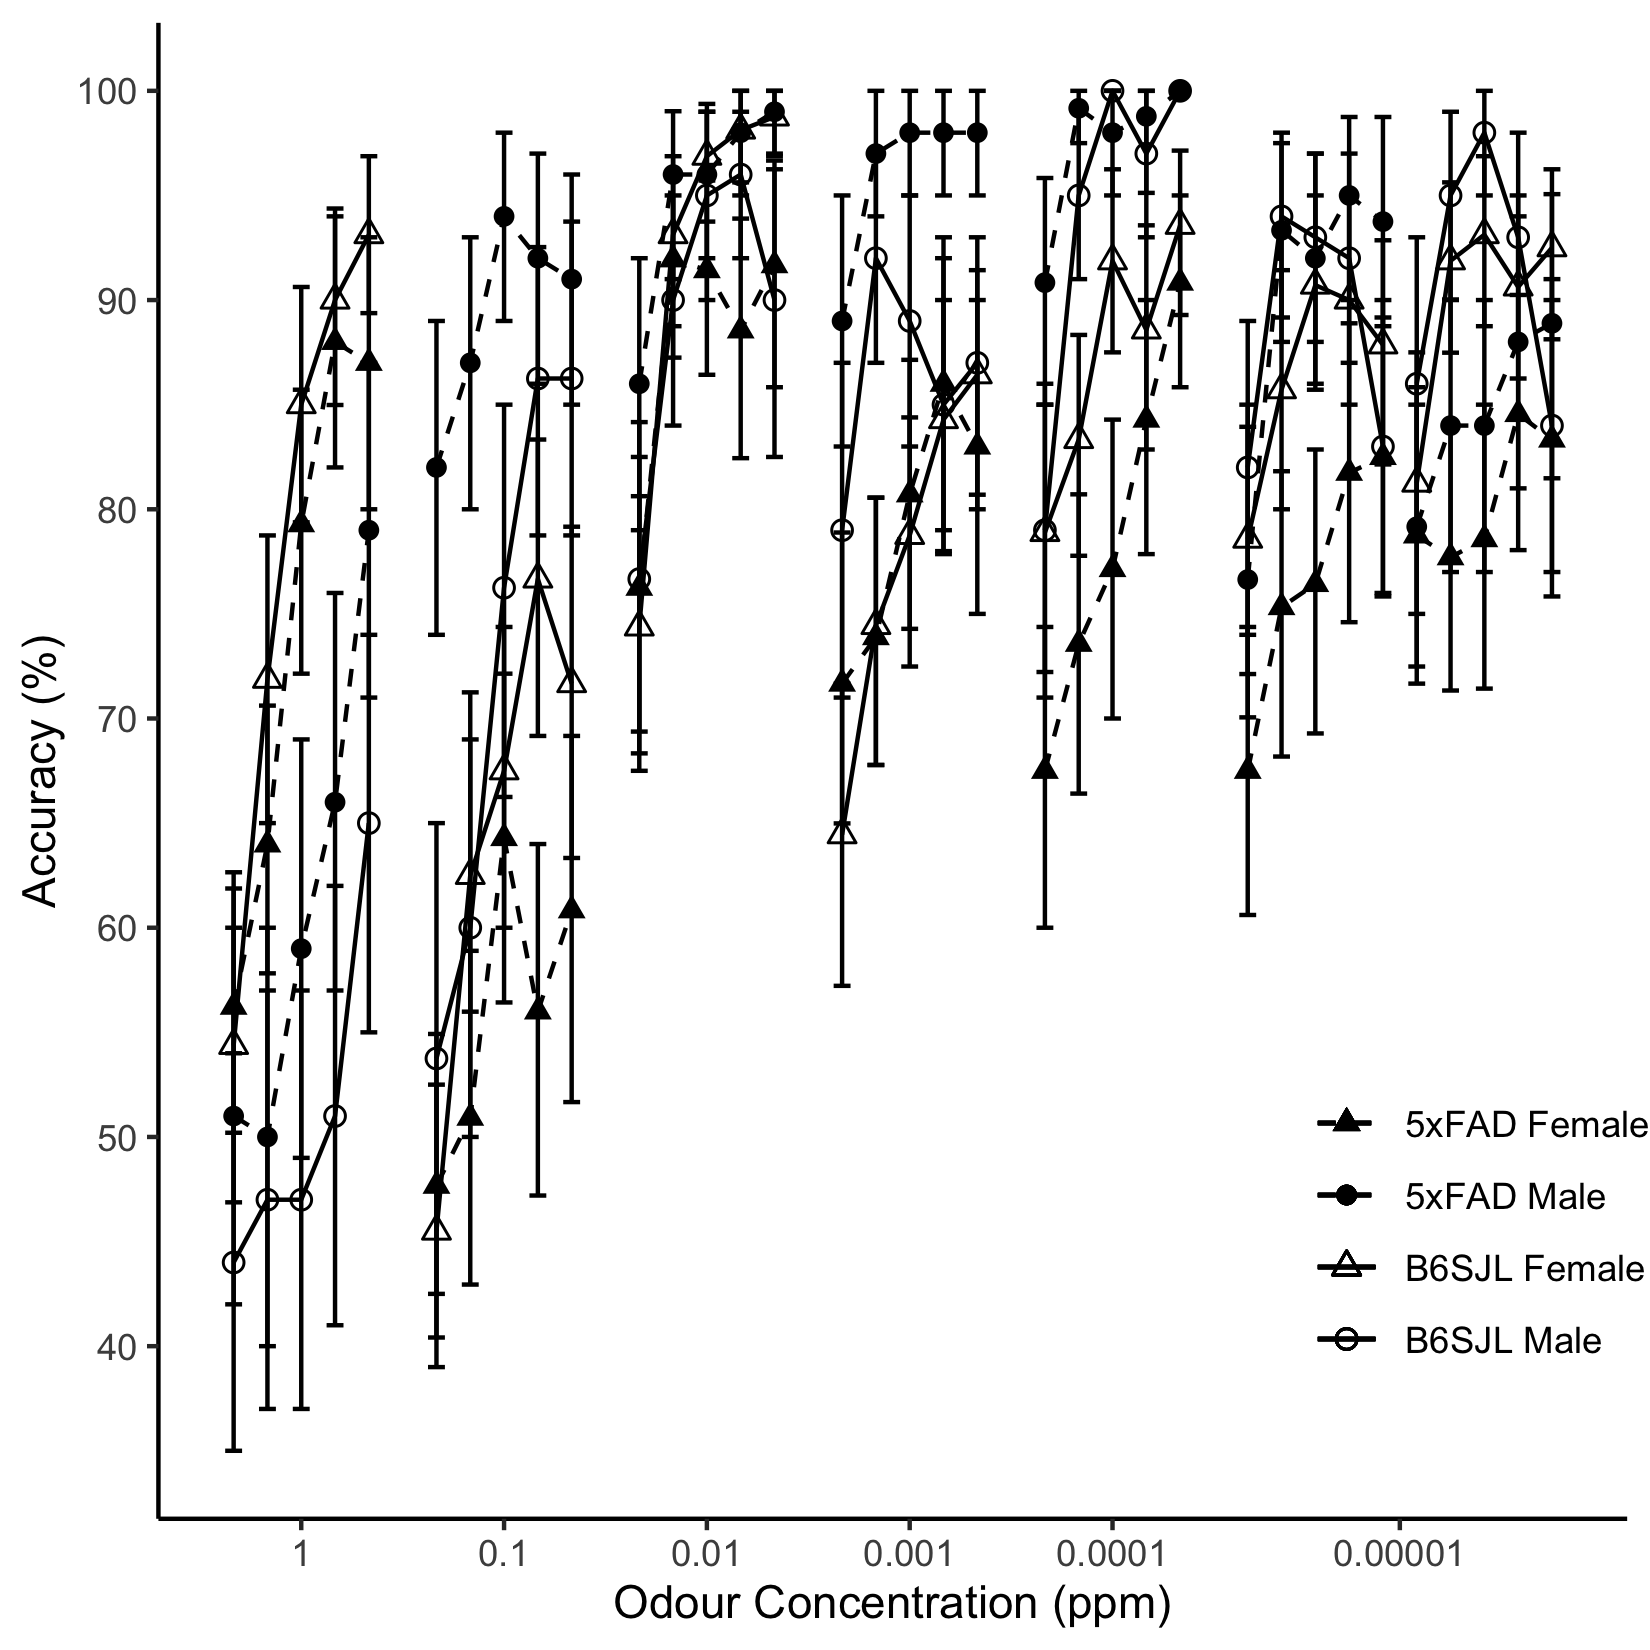 100
90
80
70
60
50
40
Accuracy (%)
5xFAD Female
5xFAD Male
B6SJL Female
B6SJL Male
1 0.1 0.01 0.001 0.0001 0.00001
Odour Concentration (ppm)